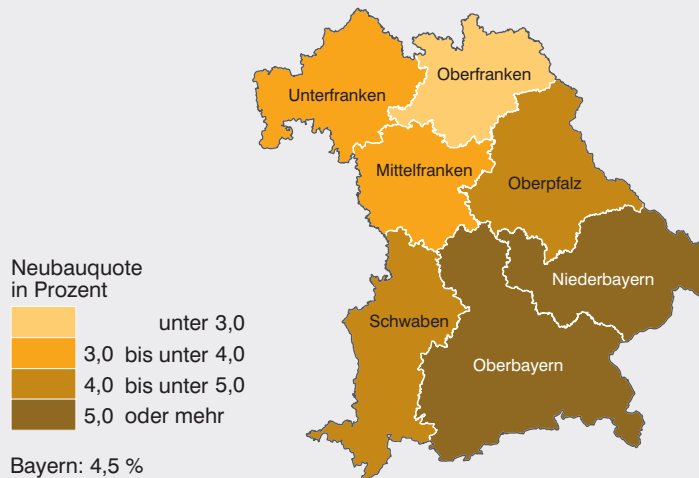 Oberfranken
Unterfranken
Mittelfranken
Oberpfalz
Niederbayern
Schwaben
Oberbayern
Neubauquote
in Prozent
unter 3,0
3,0 bis unter 4,0
4,0 bis unter 5,0
5,0 oder mehr
Bayern: 4,5 %